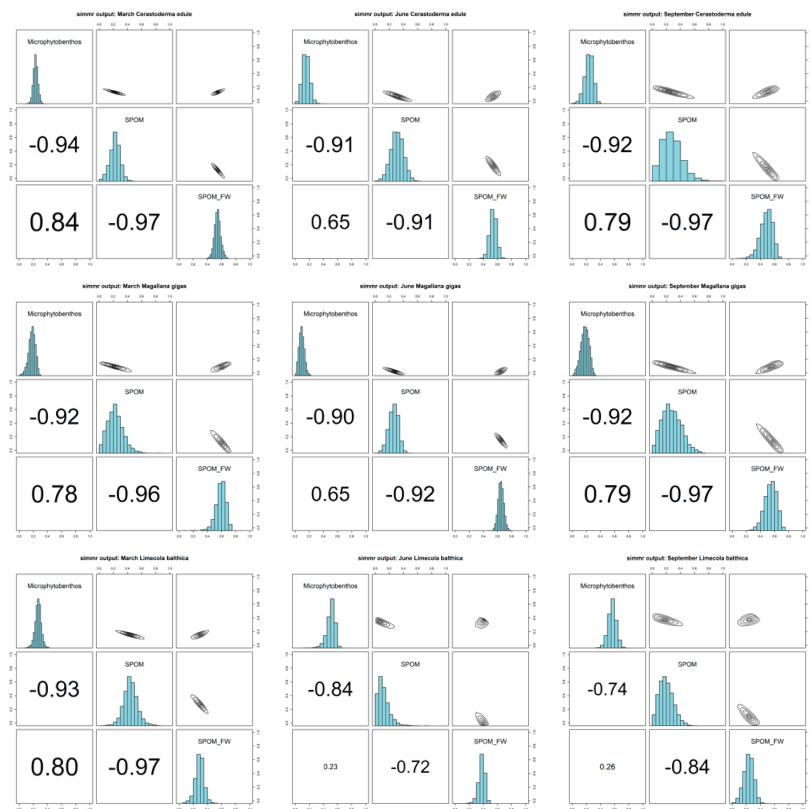 simmr output: March Cerastoderma edule
Microphytobenthos
SPOM
-0.94
SPOM_FW
0.84
-0.97
simmr output: June Cerastoderma edule
Microphytobenthos
SPOM
-0.91
SPOM_FW
0.65
-0.91
simmr output: September Cerastoderma edule
Microphytobenthos
SPOM
-0.92
SPOM_FW
0.79
-0.97
simmr output: March Magallana gigas
Microphytobenthos
SPOM
-0.92
SPOM_FW
0.78
-0.96
simmr output: June Magallana gigas
Microphytobenthos
SPOM
-0.90
SPOM_FW
0.65
-0.92
simmr output: September Magallana gigas
Microphytobenthos
SPOM
-0.92
SPOM_FW
0.79
-0.97
simmr output: March Limecola balthica
Microphytobenthos
SPOM
-0.93
SPOM_FW
0.80
-0.97
simmr output: June Limecola balthica
Microphytobenthos
SPOM
-0.84
SPOM_FW
0.23
-0.72
simmr output: September Limecola balthica
Microphytobenthos
SPOM
-0.74
SPOM_FW
0.26
-0.84